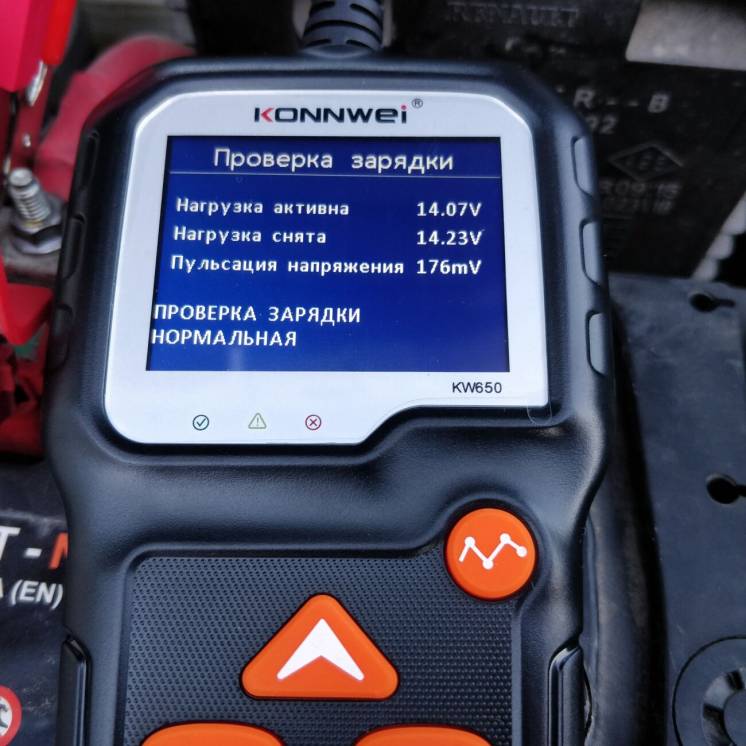 RENAULT
R - - B
KONNWEI®
Проверка зарядки
Нагрузка активна 14.07V
Нагрузка снята 14.23V
Пульсация напряжения 176mV
ПРОВЕРКА ЗАРЯДКИ
НОРМАЛЬНАЯ
KW650
(EN)